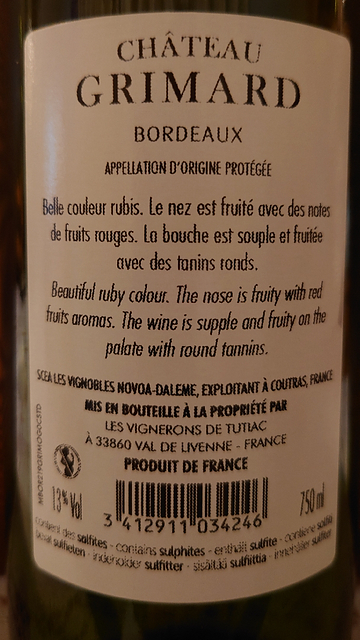 CHÂTEAU
GRIMARD
BORDEAUX
APPELLATION D'ORIGINE PROTÉGÉE
Belle couleur rubis. Le nez est fruité avec des notes
de fruits rouges. La bouche est souple et fruitée
avec des tanins ronds.
Beautiful ruby colour. The nose is fruity with red
fruits aromas. The wine is supple and fruity on the
palate with round tannins.
SCEA LES VIGNOBLES NOVOA-DALEME, EXPLOITANT À COUTRAS, FRANCE
MIS EN BOUTEILLE À LA PROPRIÉTÉ PAR
LES VIGNERONS DE TUTIAC
À 33860 VAL DE LIVENNE - FRANCE
PRODUIT DE FRANCE
13% Vol
750 ml
3 412911 034246
contient des sulfites - contains sulphites - enthält sulfite - contiene
sulfieten - indeholder sulfitter - sisältää sulfiittia - innehåller